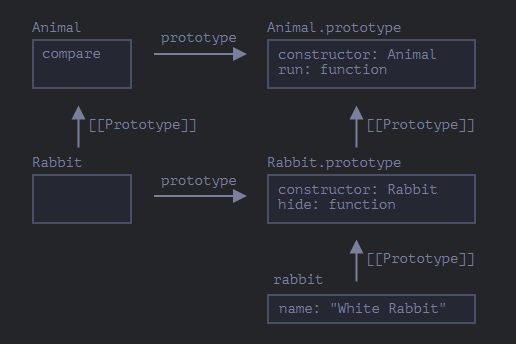 Animal
prototype
Animal.prototype
compare
constructor: Animal
run: function
[[Prototype]]
[[Prototype]]
Rabbit
prototype
Rabbit.prototype
constructor: Rabbit
hide: function
[[Prototype]]
rabbit
name: "White Rabbit"